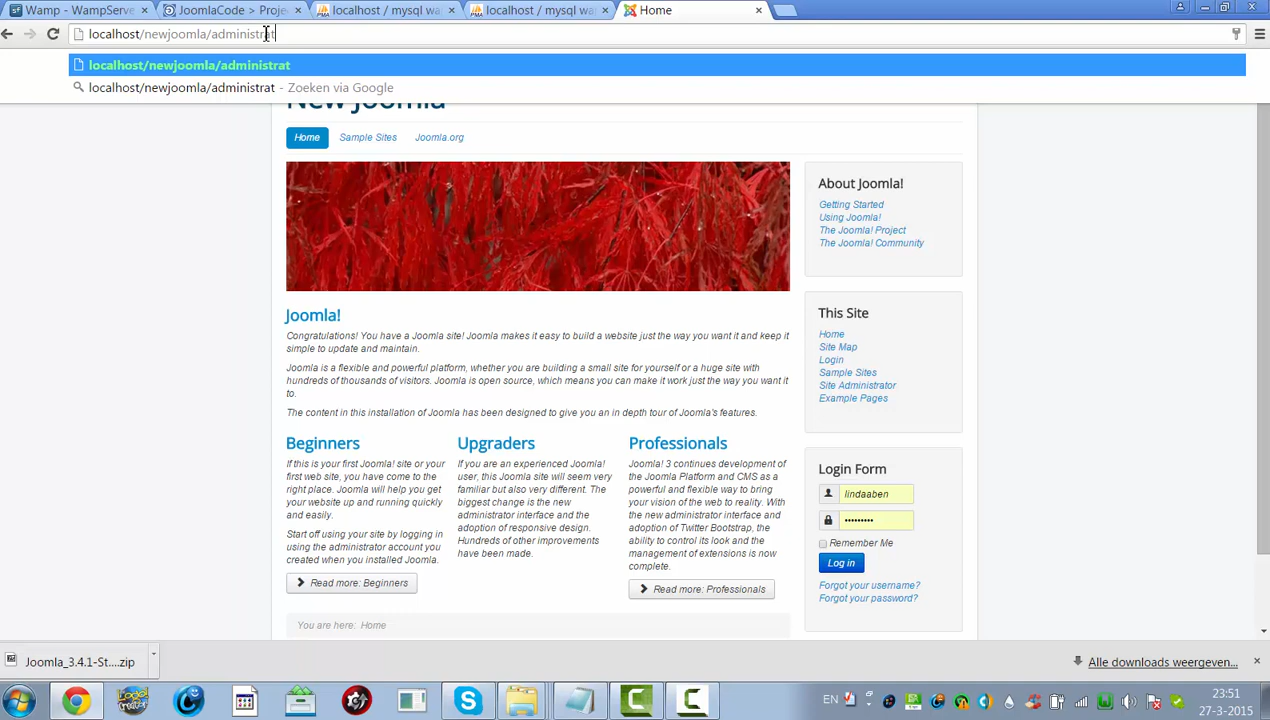 Wamp - WampServe
JoomlaCode > Proje
localhost / mysql wa
localhost / mysql wa
Home
localhost/newjoomla/administrat
localhost/newjoomla/administrat
localhost/newjoomla/administrat - Zoeken via Google
New Joomla
Home
Sample Sites
Joomla.org
About Joomla!
Getting Started
Using Joomla!
The Joomla! Project
The Joomla! Community
Joomla!
Congratulations! You have a Joomla site! Joomla makes it easy to build a website just the way you want it and keep it
simple to update and maintain.
Joomla is a flexible and powerful platform, whether you are building a small site for yourself or a huge site with
hundreds of thousands of visitors. Joomla is open source, which means you can make it work just the way you want it
to.
The content in this installation of Joomla has been designed to give you an in depth tour of Joomla's features.
This Site
Home
Site Map
Login
Sample Sites
Site Administrator
Example Pages
Beginners
If this is your first Joomla! site or your
first web site, you have come to the
right place. Joomla will help you get
your website up and running quickly
and easily.
Start off using your site by logging in
using the administrator account you
created when you installed Joomla.
Read more: Beginners
Upgraders
If you are an experienced Joomla!
user, this Joomla site will seem very
familiar but also very different. The
biggest change is the new
administrator interface and the
adoption of responsive design.
Hundreds of other improvements
have been made.
Professionals
Joomla! 3 continues development of
the Joomla Platform and CMS as a
powerful and flexible way to bring
your vision of the web to reality. With
the new administrator interface and
adoption of Twitter Bootstrap, the
ability to control its look and the
management of extensions is now
complete.
Read more: Professionals
Login Form
lindaaben
•••••••••
Remember Me
Log in
Forgot your username?
Forgot your password?
You are here: Home
Joomla_3.4.1-St....zip
Alle downloads weergeven...
EN
23:51
27-3-2015